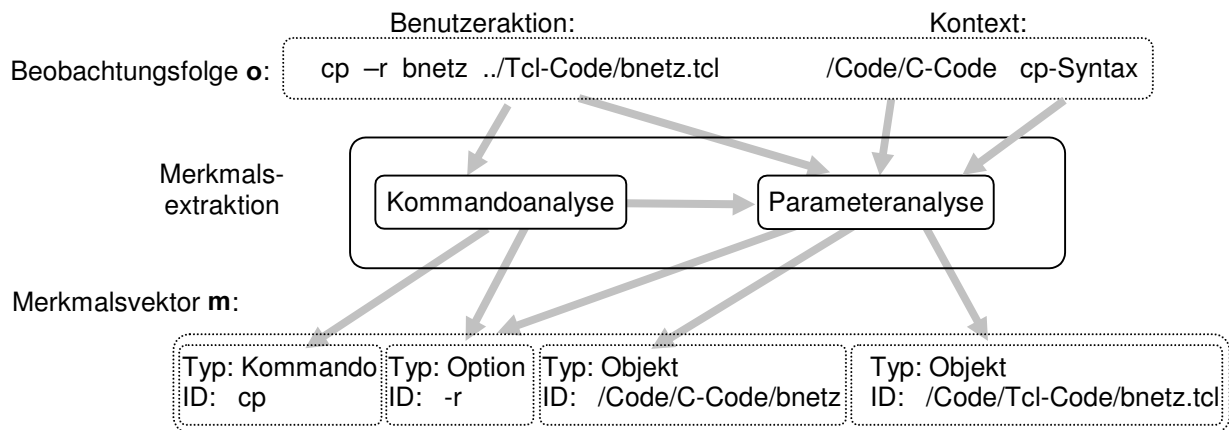 Benutzeraktion: Kontext:
Beobachtungsfolge o: cp –r bnetz ../Tcl-Code/bnetz.tcl /Code/C-Code cp-Syntax
Merkmals-
extraktion
Kommandoanalyse Parameteranalyse
Merkmalsvektor m:
Typ: Kommando Typ: Option Typ: Objekt Typ: Objekt
ID: cp ID: -r ID: /Code/C-Code/bnetz ID: /Code/Tcl-Code/bnetz.tcl